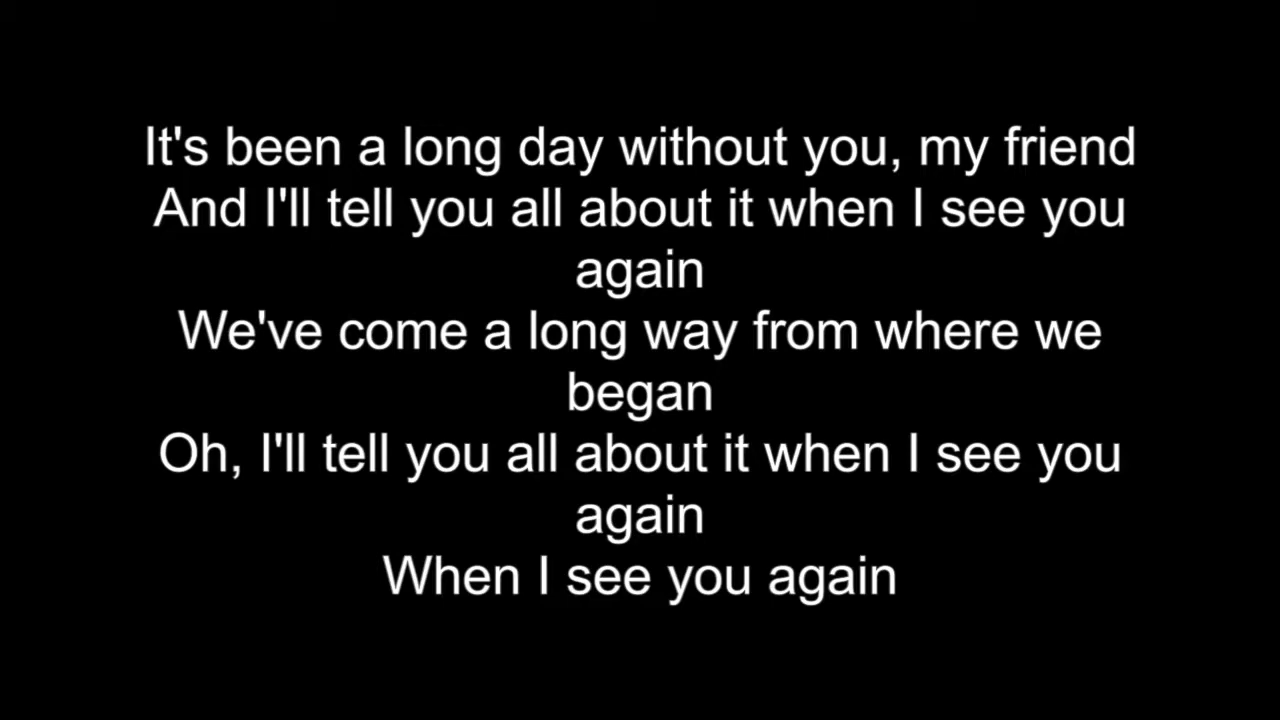 It's been a long day without you, my friend
And I'll tell you all about it when I see you
again
We've come a long way from where we
began
Oh, I'll tell you all about it when I see you
again
When I see you again